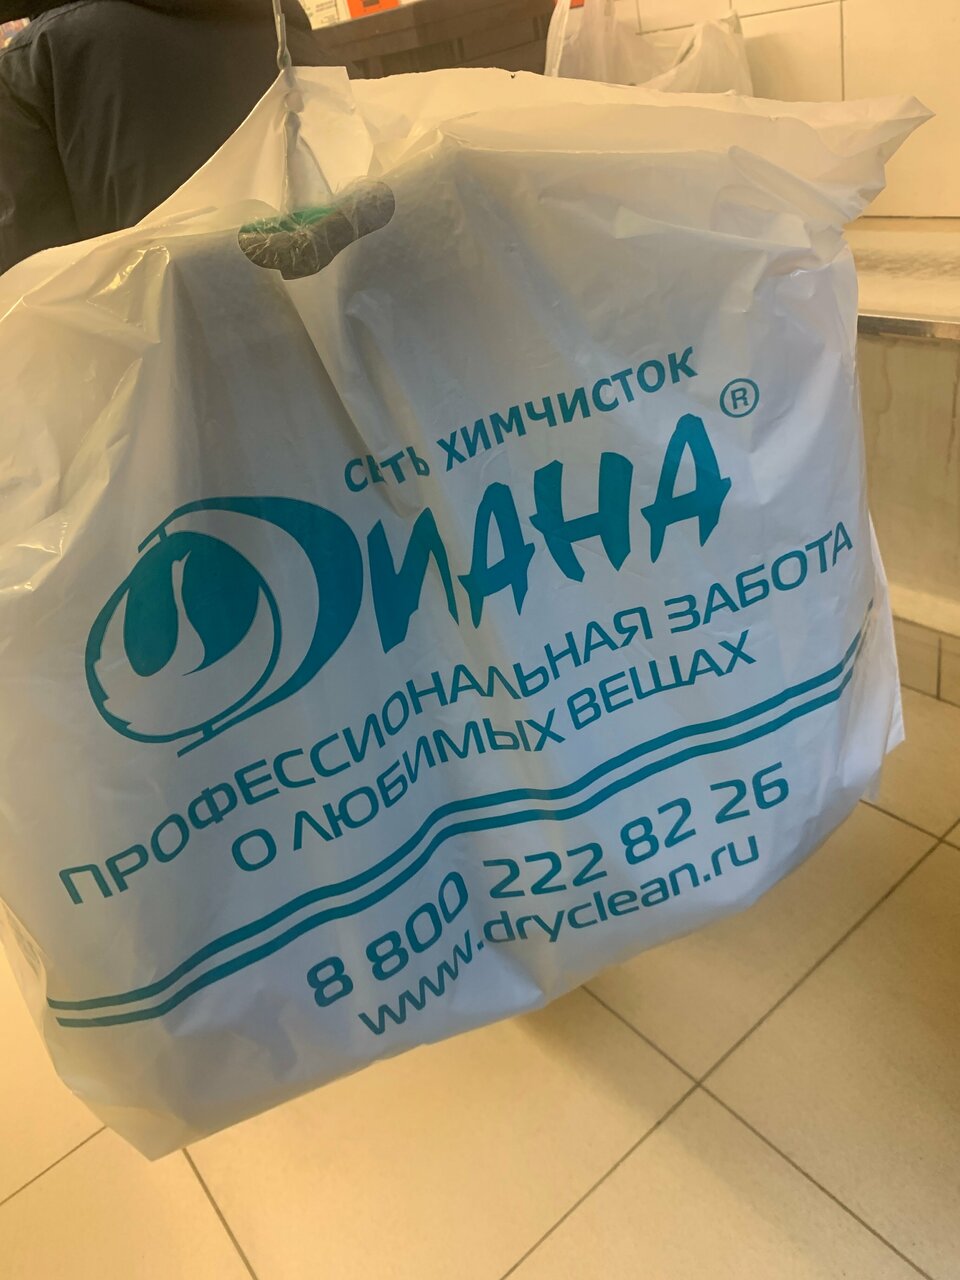 СЕТЬ ХИМЧИСТОК
ДИАНА®
ПРОФЕССИОНАЛЬНАЯ ЗАБОТА
О ЛЮБИМЫХ ВЕЩАХ
8 800 222 82 26
www.dryclean.ru